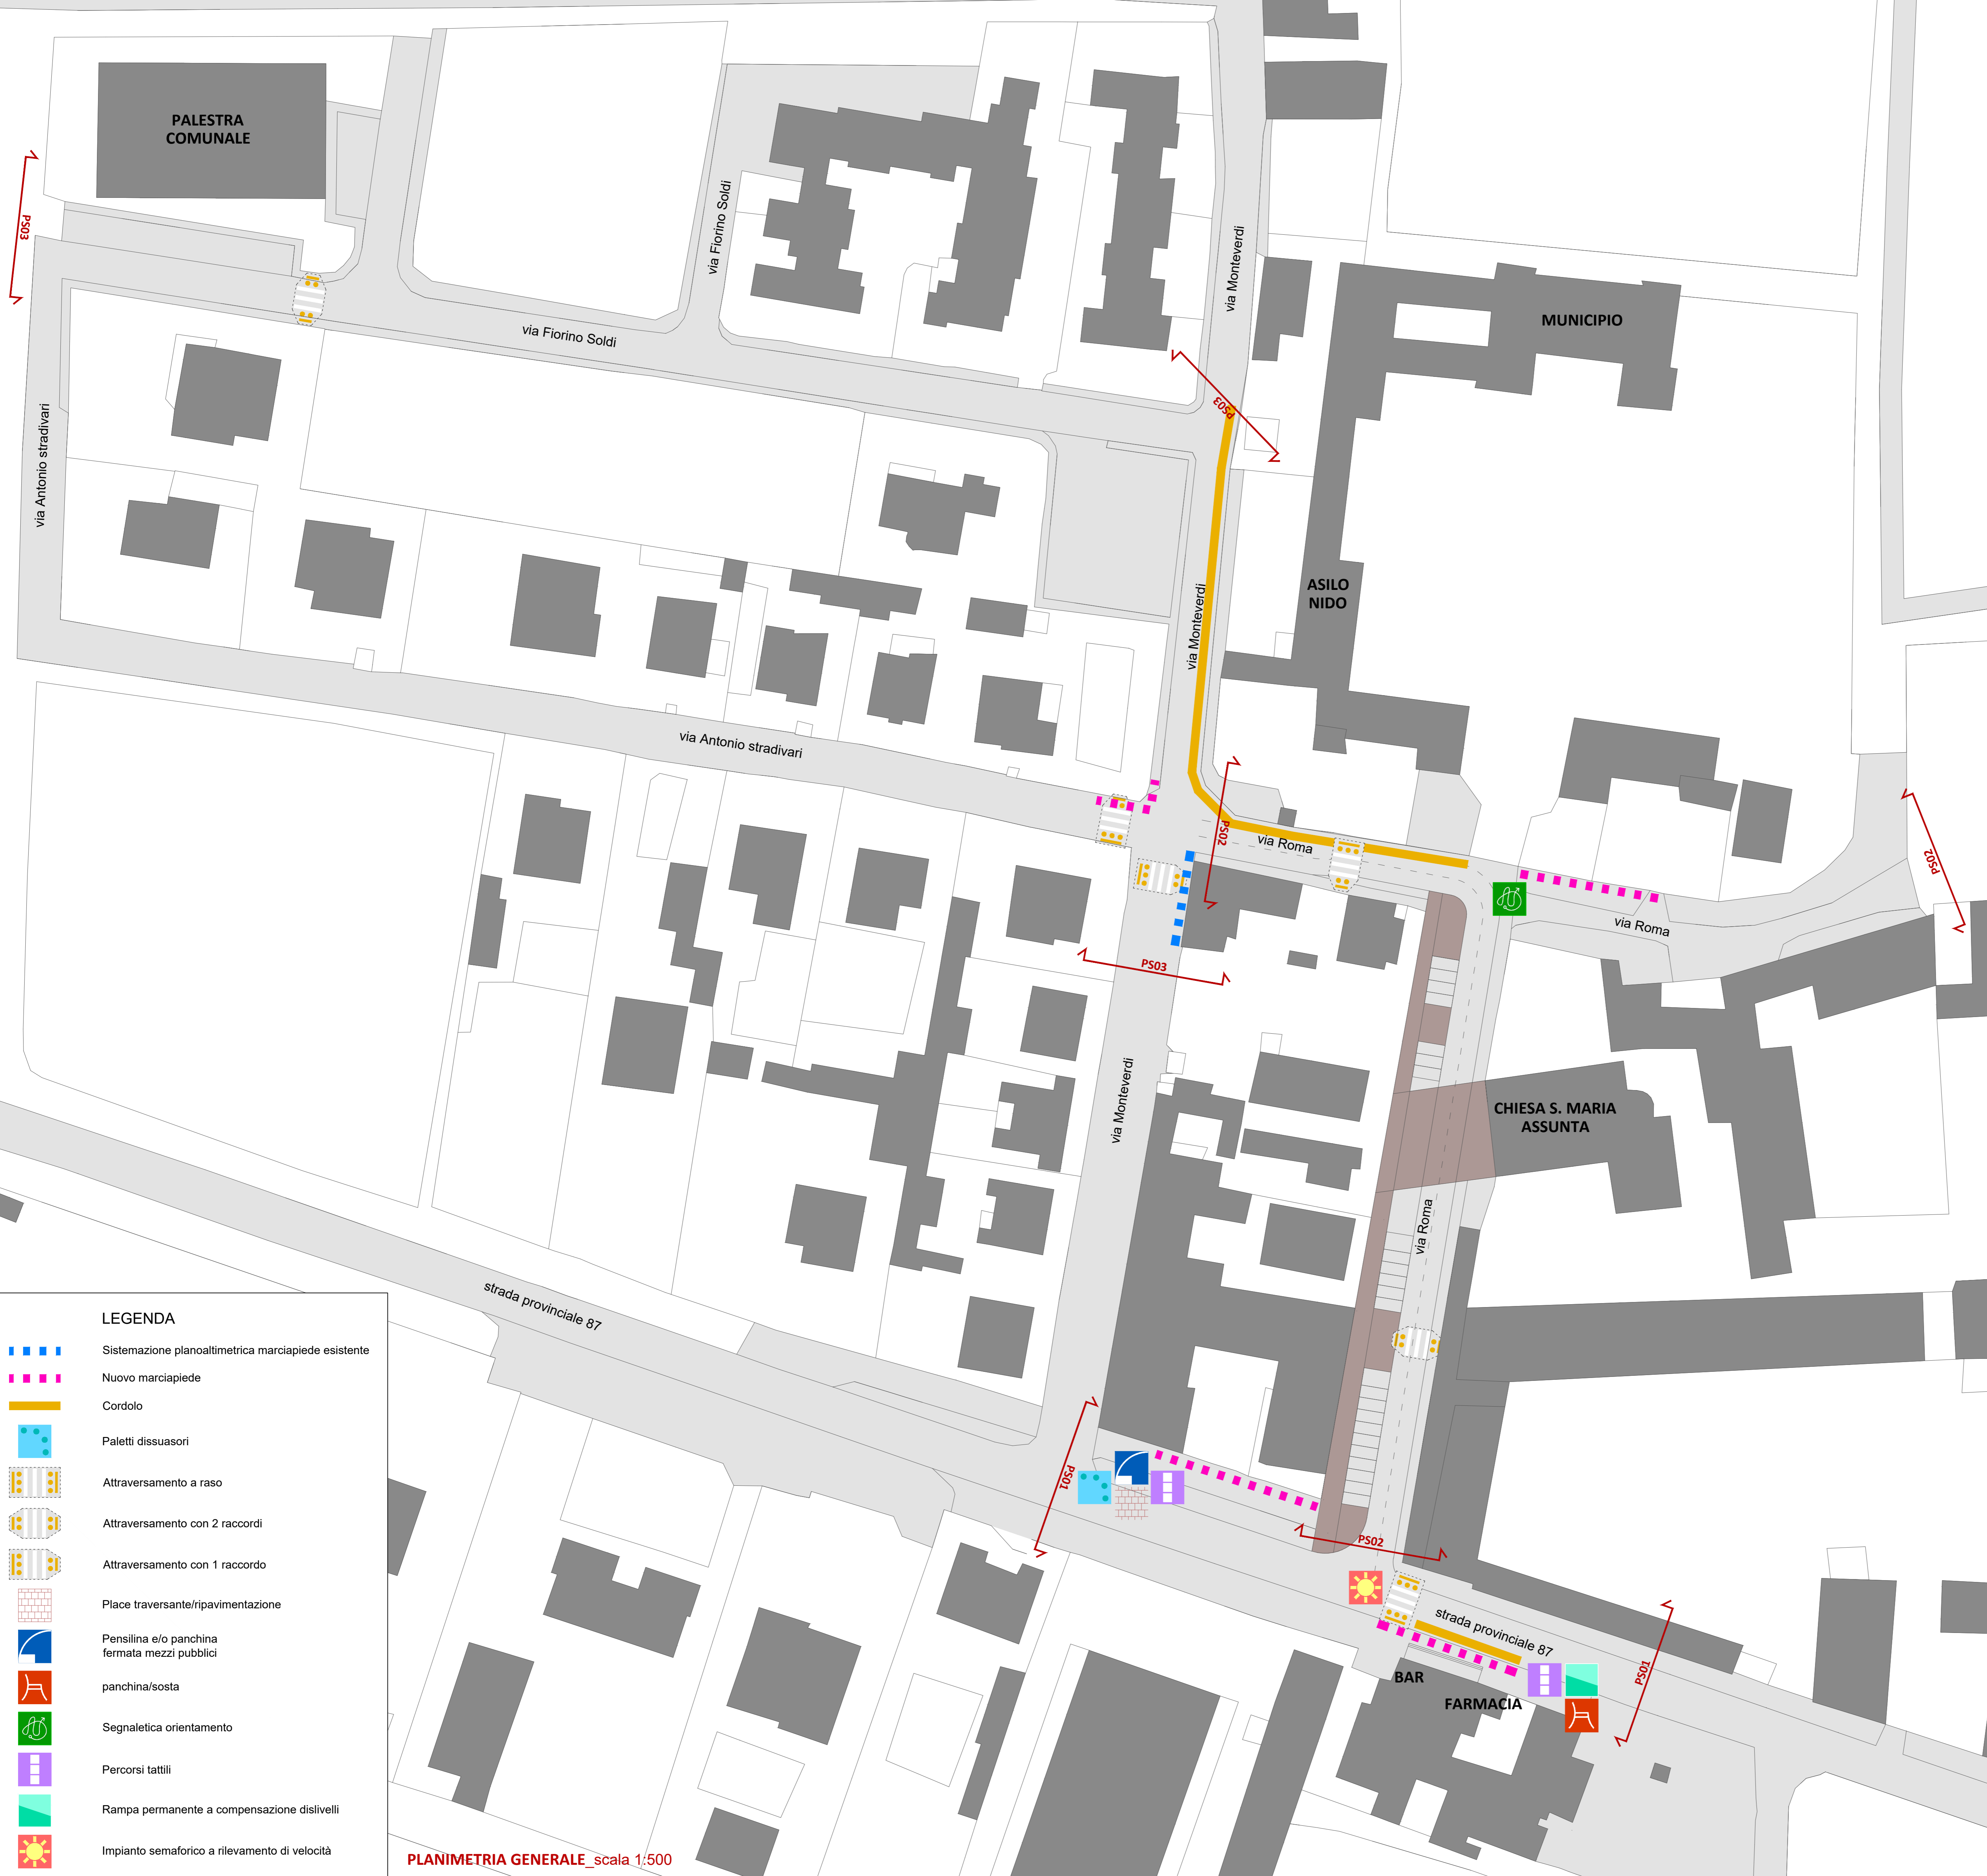 PALESTRA
COMUNALE
PS03
via Fiorino Soldi
via Monteverdi
MUNICIPIO
via Fiorino Soldi
PS03
via Antonio stradivari
ASILO
NIDO
via Monteverdi
via Antonio stradivari
PS02
via Roma
PS02
via Roma
PS03
via Monteverdi
CHIESA S. MARIA
ASSUNTA
via Roma
strada provinciale 87
PS01
PS02
strada provinciale 87
BAR
FARMACIA
PS01
LEGENDA
Sistemazione planoaltimetrica marciapiede esistente
Nuovo marciapiede
Cordolo
Paletti dissuasori
Attraversamento a raso
Attraversamento con 2 raccordi
Attraversamento con 1 raccordo
Place traversante/ripavimentazione
Pensilina e/o panchina
fermata mezzi pubblici
panchina/sosta
Segnaletica orientamento
Percorsi tattili
Rampa permanente a compensazione dislivelli
Impianto semaforico a rilevamento di velocità
PLANIMETRIA GENERALE_scala 1:500